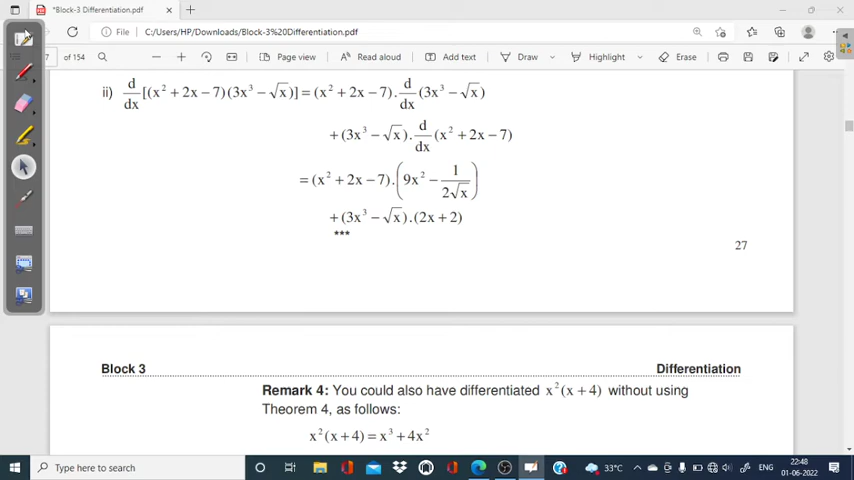 *Block-3 Differentiation.pdf
File
C:/Users/HP/Downloads/Block-3%20Differentiation.pdf
7 of 154
Page view
Read aloud
Add text
Draw
Highlight
Erase
ii) d/dx[(x² + 2x − 7)(3x³ − √x)] = (x² + 2x − 7). d/dx (3x³ − √x)
+ (3x³ − √x). d/dx (x² + 2x − 7)
= (x² + 2x − 7).(9x² − 1/2√x)
+ (3x³ − √x).(2x + 2)
***
27
Block 3 Differentiation
Remark 4: You could also have differentiated x²(x + 4) without using
Theorem 4, as follows:
x²(x + 4) = x³ + 4x²
Type here to search
33°C
ENG
22:48
01-06-2022